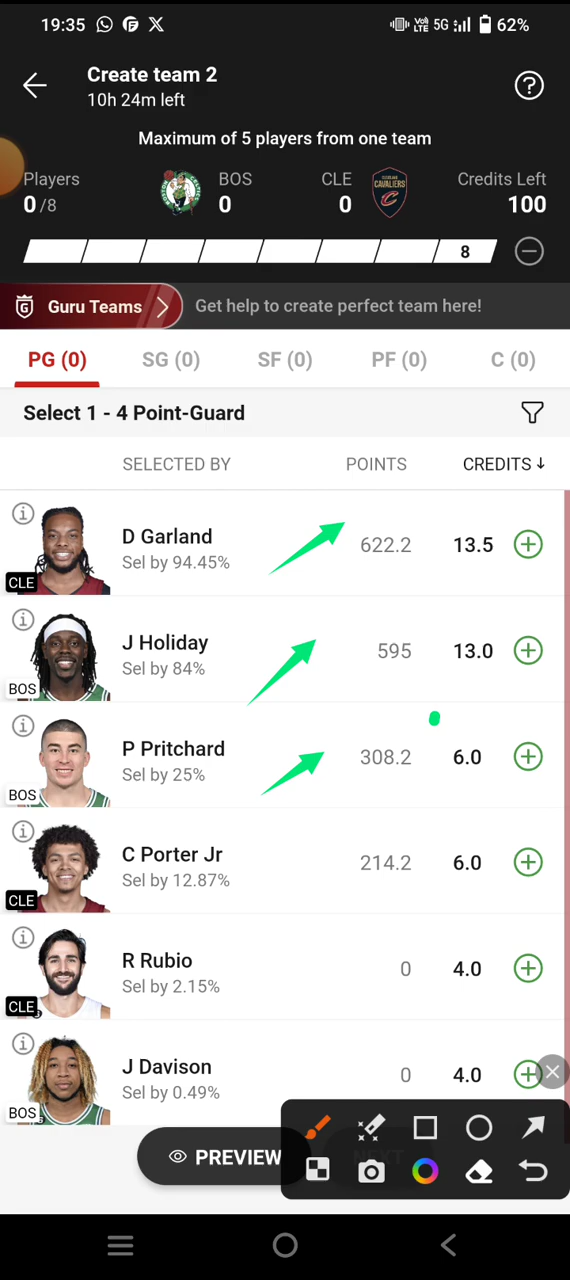 19:35 Vo) LTE 5G 62%
Create team 2
10h 24m left
Maximum of 5 players from one team
Players BOS CLE Credits Left
0 /8 0 0 100
8
Guru Teams Get help to create perfect team here!
PG (0) SG (0) SF (0) PF (0) C (0)
Select 1 - 4 Point-Guard
SELECTED BY POINTS CREDITS ↓
D Garland
Sel by 94.45%
622.2 13.5
CLE
J Holiday
Sel by 84%
595 13.0
BOS
P Pritchard
Sel by 25%
308.2 6.0
BOS
C Porter Jr
Sel by 12.87%
214.2 6.0
CLE
R Rubio
Sel by 2.15%
0 4.0
CLE
J Davison
Sel by 0.49%
0 4.0
BOS
PREVIEW NEXT